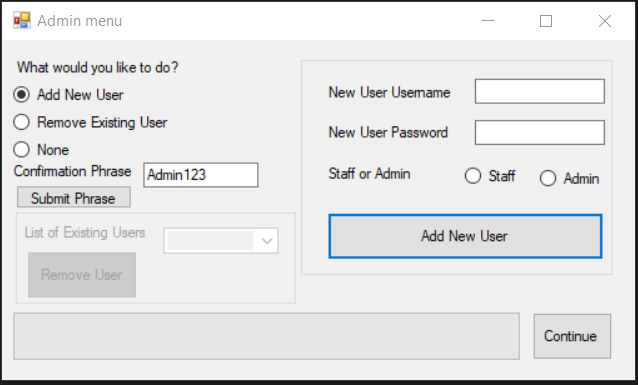 Admin menu
What would you like to do?
Add New User
Remove Existing User
None
Confirmation Phrase Admin123
Submit Phrase
List of Existing Users
Remove User
New User Username
New User Password
Staff or Admin Staff Admin
Add New User
Continue